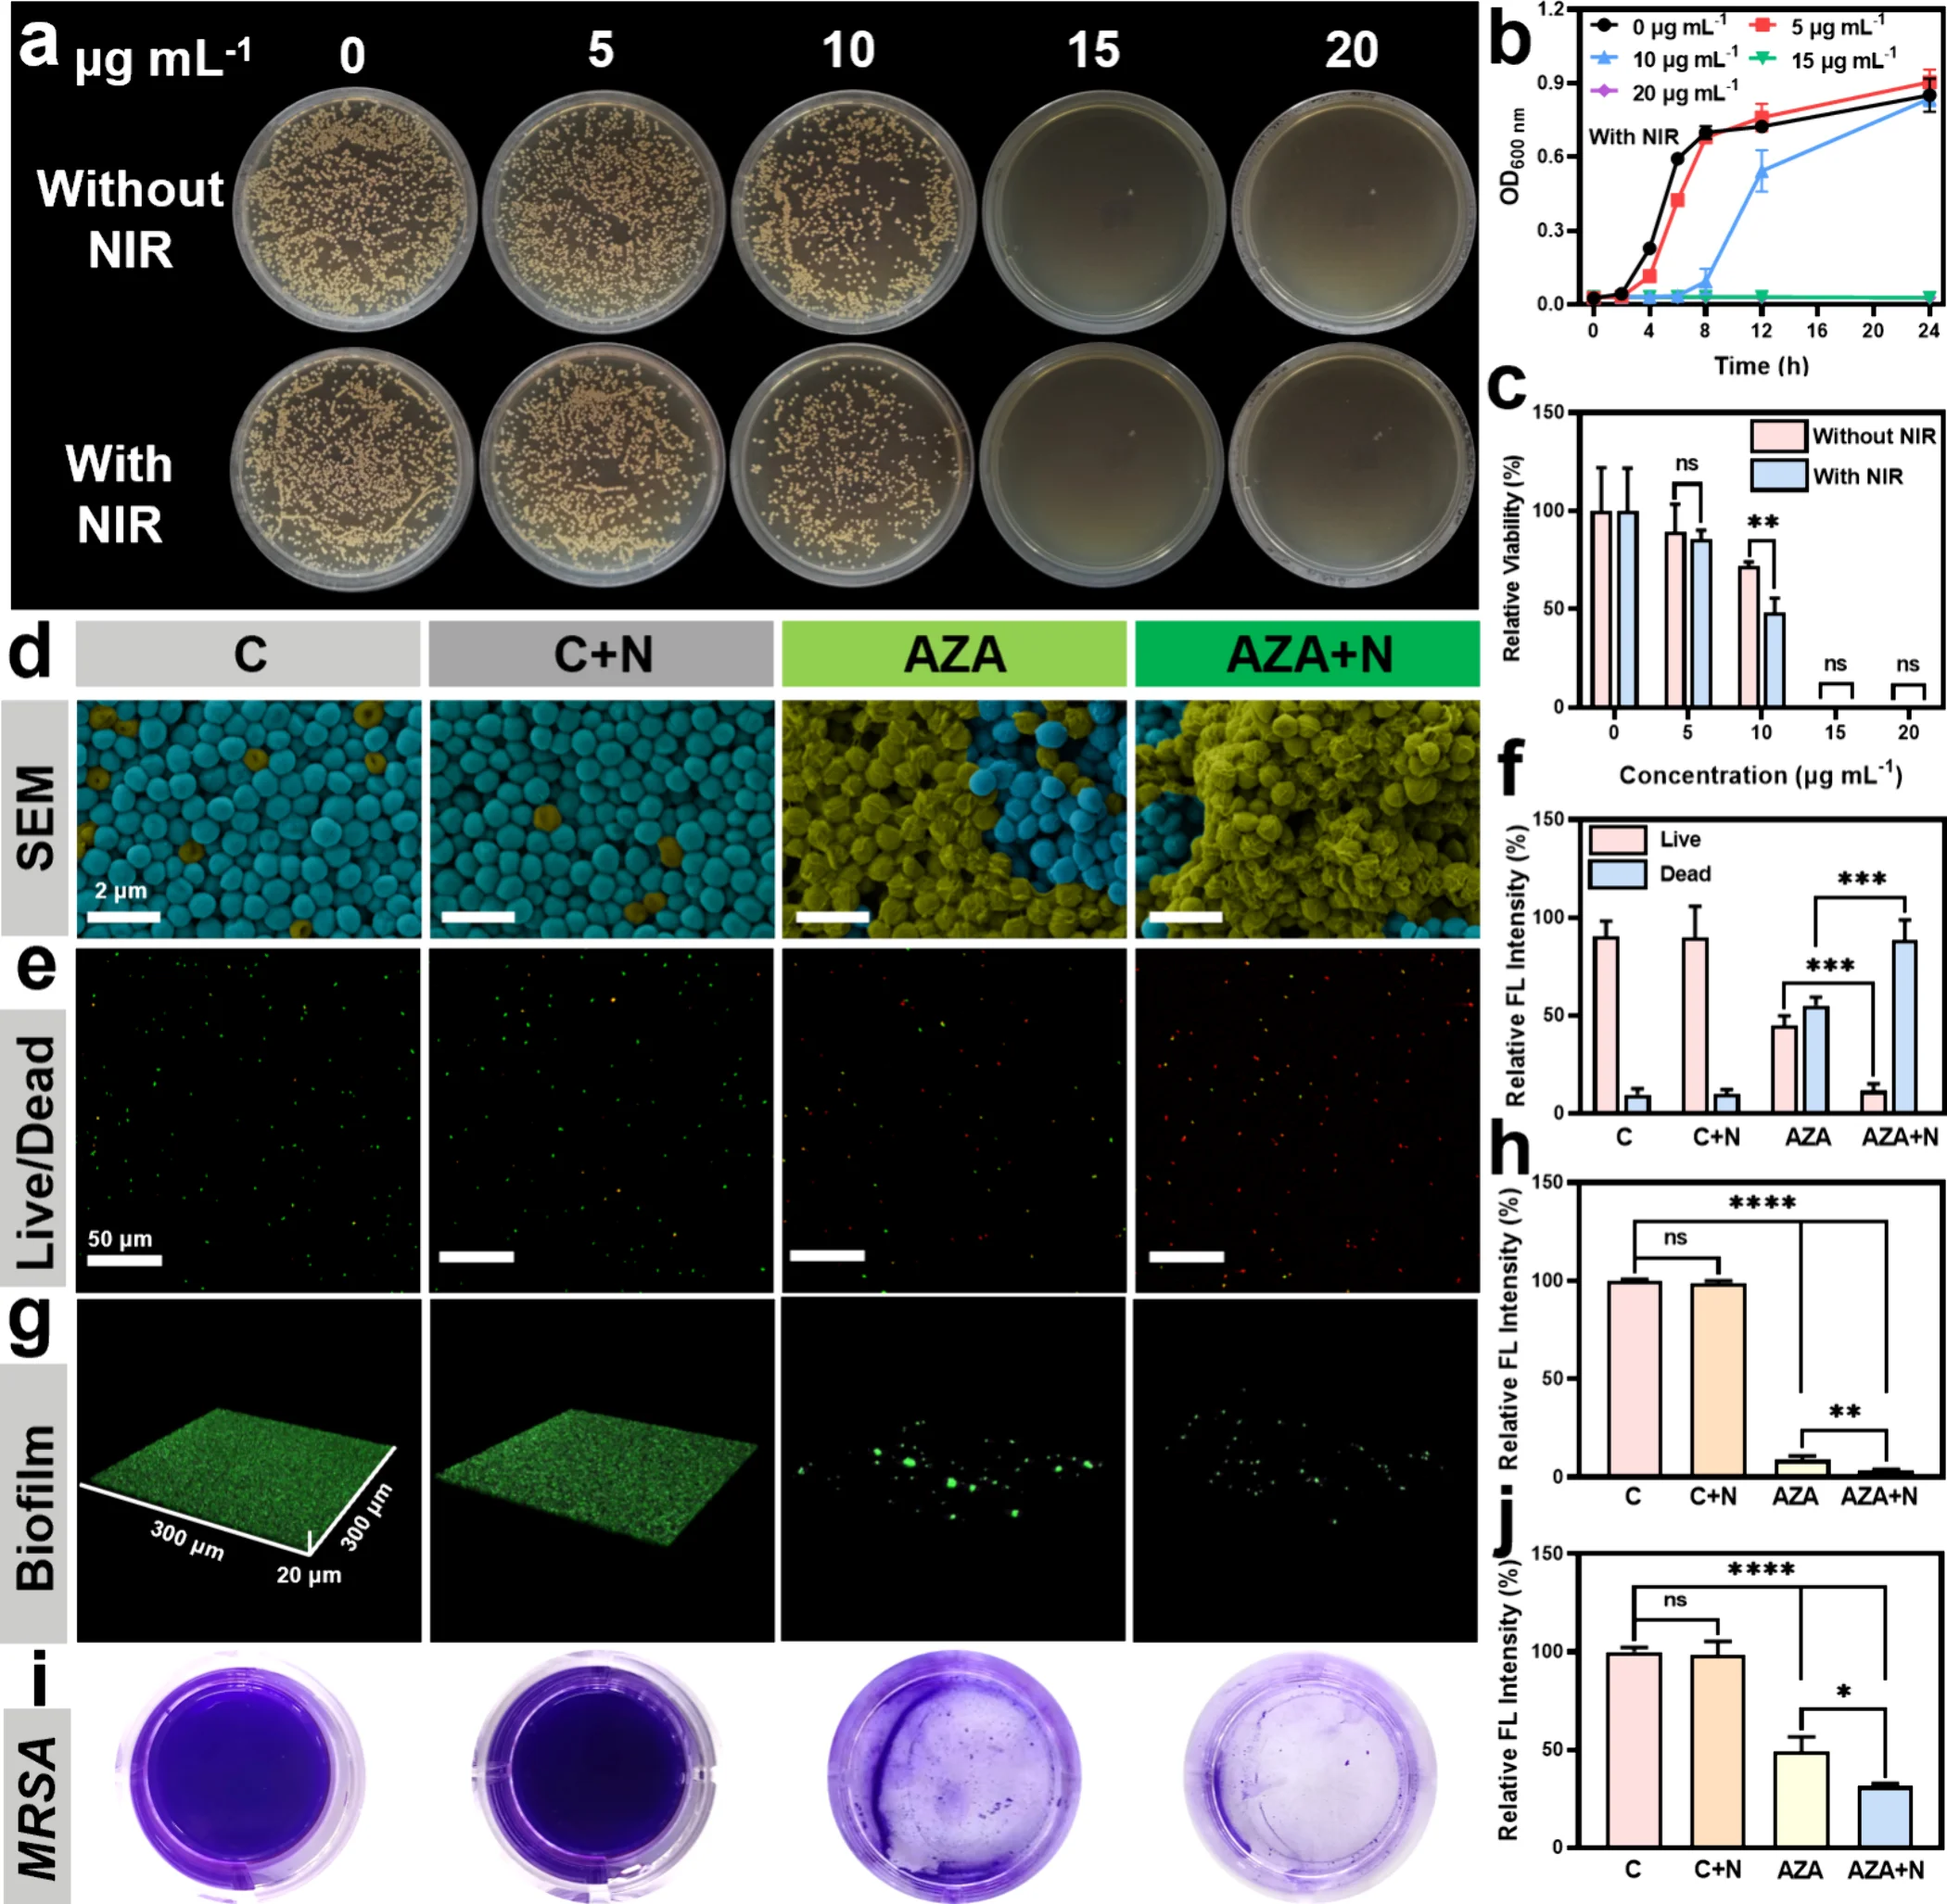 a
µg mL-1 0 5 10 15 20
Without
NIR
With
NIR
b
1.2
0.9
0.6
0.3
0.0
OD600 nm
0 µg mL-1
5 µg mL-1
10 µg mL-1
15 µg mL-1
20 µg mL-1
With NIR
0 4 8 12 16 20 24
Time (h)
c
150
100
50
0
Relative Viability (%)
Without NIR
With NIR
ns
**
ns
ns
0 5 10 15 20
Concentration (µg mL-1)
d
C
C+N
AZA
AZA+N
SEM
2 µm
e
Live/Dead
50 µm
f
150
100
50
0
Relative FL Intensity (%)
Live
Dead
***
***
C C+N AZA AZA+N
g
Biofilm
300 µm
300 µm
20 µm
h
150
100
50
0
Relative FL Intensity (%)
****
ns
**
C C+N AZA AZA+N
i
MRSA
j
150
100
50
0
Relative FL Intensity (%)
****
ns
*
C C+N AZA AZA+N